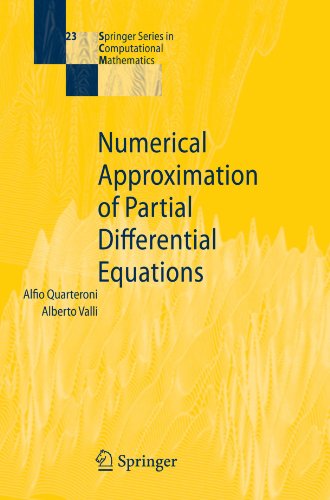 23 Springer Series in
Computational
Mathematics
Numerical
Approximation
of Partial
Differential
Equations
Alfio Quarteroni
Alberto Valli
Springer